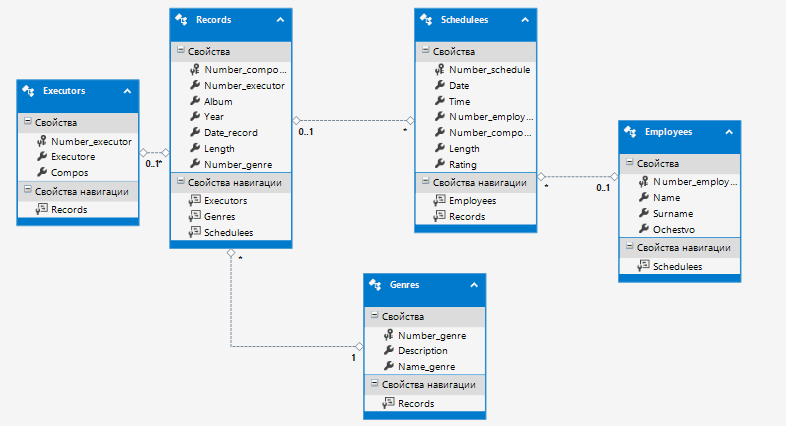 Records
Свойства
Number_compo...
Number_executor
Album
Year
Date_record
Length
Number_genre
Свойства навигации
Executors
Genres
Schedulees
Schedulees
Свойства
Number_schedule
Date
Time
Number_employ...
Number_compo...
Length
Rating
Свойства навигации
Employees
Records
Executors
Свойства
Number_executor
Executore
Compos
Свойства навигации
Records
Employees
Свойства
Number_employ...
Name
Surname
Ochestvo
Свойства навигации
Schedulees
Genres
Свойства
Number_genre
Description
Name_genre
Свойства навигации
Records
0..1
*
0..1
*
*
0..1
*
1